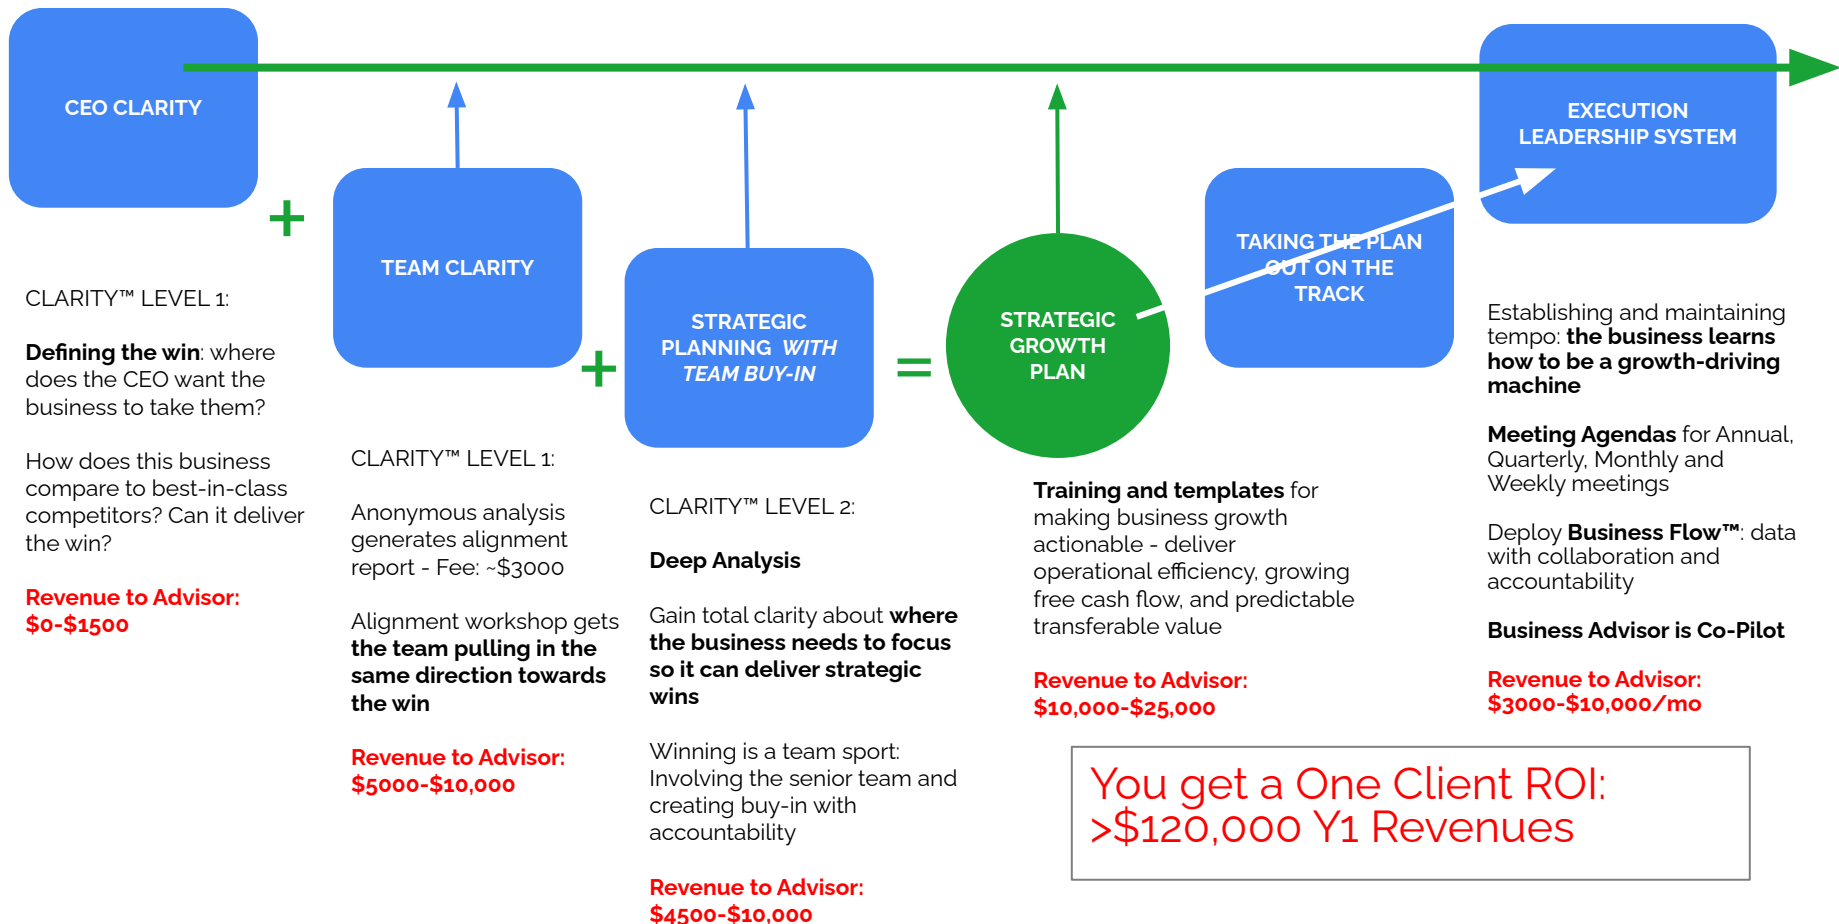 CEO CLARITY
+
CLARITY™ LEVEL 1:
Defining the win: where
does the CEO want the
business to take them?
How does this business
compare to best-in-class
competitors? Can it deliver
the win?
Revenue to Advisor:
$0-$1500
TEAM CLARITY
+
CLARITY™ LEVEL 1:
Anonymous analysis
generates alignment
report - Fee: ~$3000
Alignment workshop gets
the team pulling in the
same direction towards
the win
Revenue to Advisor:
$5000-$10,000
STRATEGIC
PLANNING WITH
TEAM BUY-IN
=
CLARITY™ LEVEL 2:
Deep Analysis
Gain total clarity about where
the business needs to focus
so it can deliver strategic
wins
Winning is a team sport:
Involving the senior team and
creating buy-in with
accountability
Revenue to Advisor:
$4500-$10,000
STRATEGIC
GROWTH
PLAN
Training and templates for
making business growth
actionable - deliver
operational efficiency, growing
free cash flow, and predictable
transferable value
Revenue to Advisor:
$10,000-$25,000
TAKING THE PLAN
OUT ON THE
TRACK
EXECUTION
LEADERSHIP SYSTEM
Establishing and maintaining
tempo: the business learns
how to be a growth-driving
machine
Meeting Agendas for Annual,
Quarterly, Monthly and
Weekly meetings
Deploy Business Flow™: data
with collaboration and
accountability
Business Advisor is Co-Pilot
Revenue to Advisor:
$3000-$10,000/mo
You get a One Client ROI:
>$120,000 Y1 Revenues